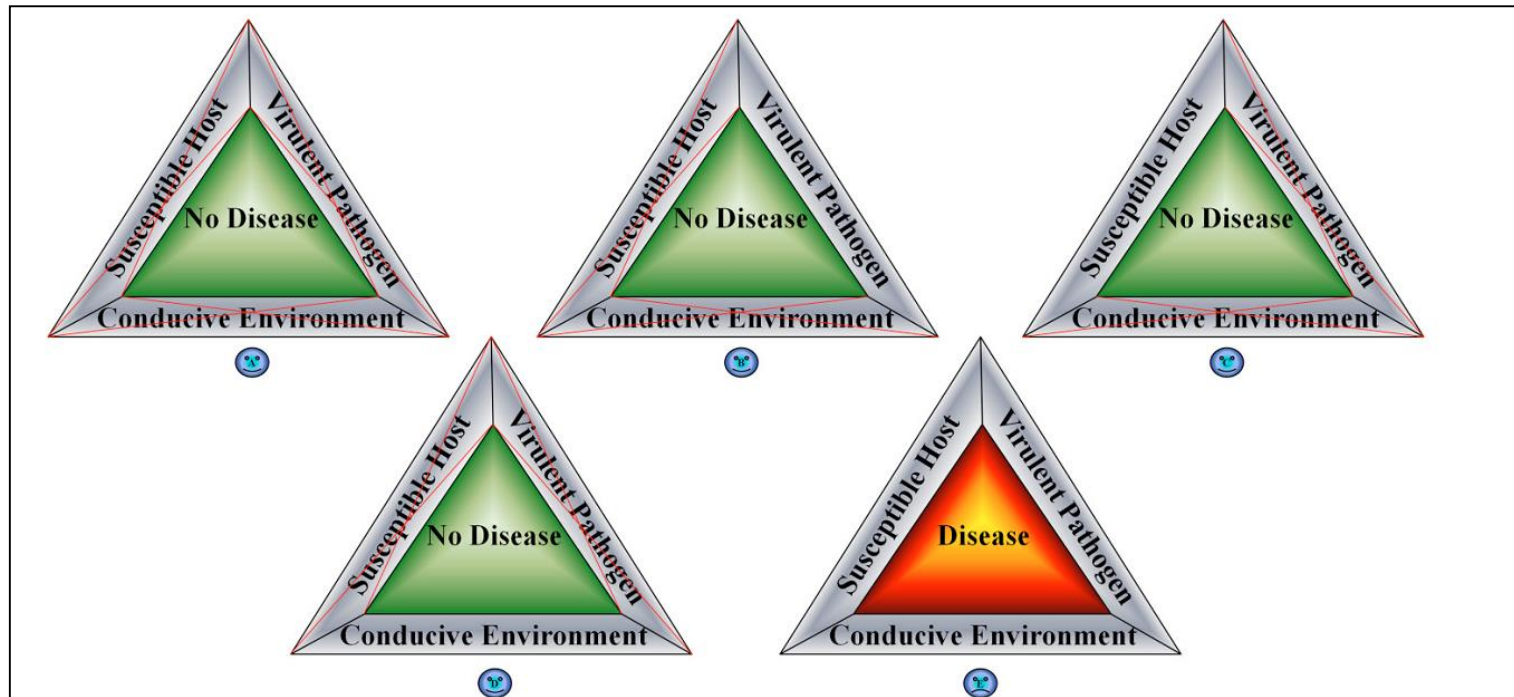 Susceptible Host
Virulent Pathogen
No Disease
Conducive Environment
A
Susceptible Host
Virulent Pathogen
No Disease
Conducive Environment
B
Susceptible Host
Virulent Pathogen
No Disease
Conducive Environment
C
Susceptible Host
Virulent Pathogen
No Disease
Conducive Environment
D
Susceptible Host
Virulent Pathogen
Disease
Conducive Environment
E